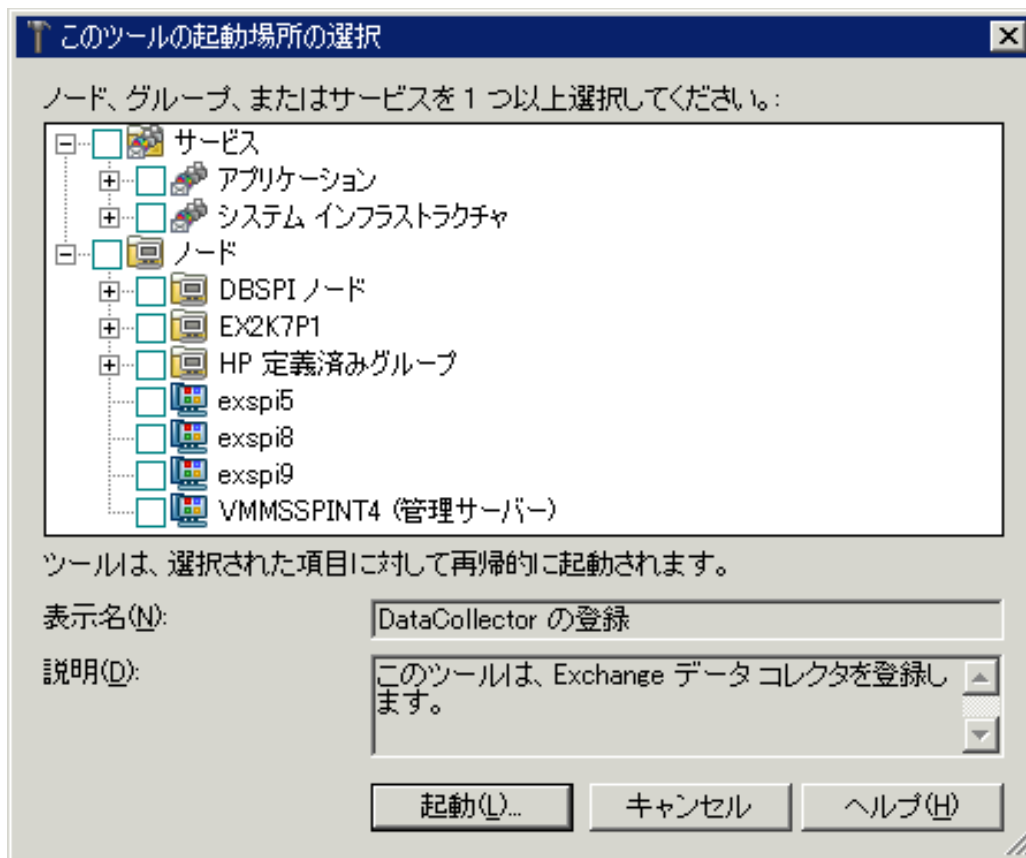 このツールの起動場所の選択
ノード、グループ、またはサービスを 1 つ以上選択してください。:
サービス
アプリケーション
システム インフラストラクチャ
ノード
DBSPI ノード
EX2K7P1
HP 定義済みグループ
exspi5
exspi8
exspi9
VMMSSPINT4 (管理サーバー)
ツールは、選択された項目に対して再帰的に起動されます。
表示名(N):
DataCollector の登録
説明(D):
このツールは、Exchange データ コレクタを登録し
ます。
起動(L)... キャンセル ヘルプ(H)